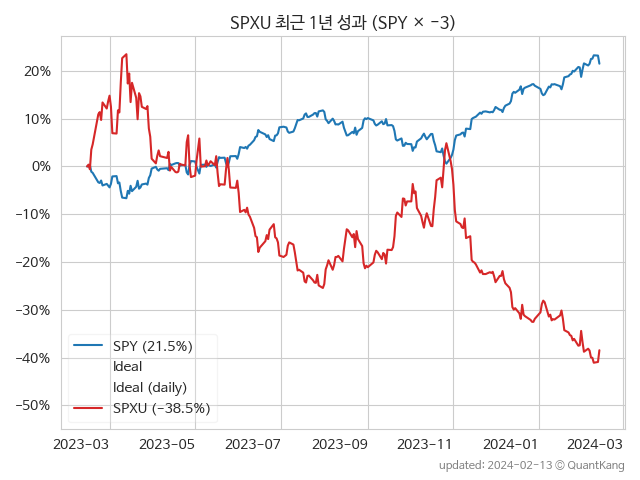 SPXU 최근 1년 성과 (SPY × −3)
20%
10%
0%
−10%
−20%
−30%
−40%
−50%
SPY (21.5%)
Ideal
Ideal (daily)
SPXU (−38.5%)
2023−03 2023−05 2023−07 2023−09 2023−11 2024−01 2024−03
updated: 2024−02−13 © QuantKang